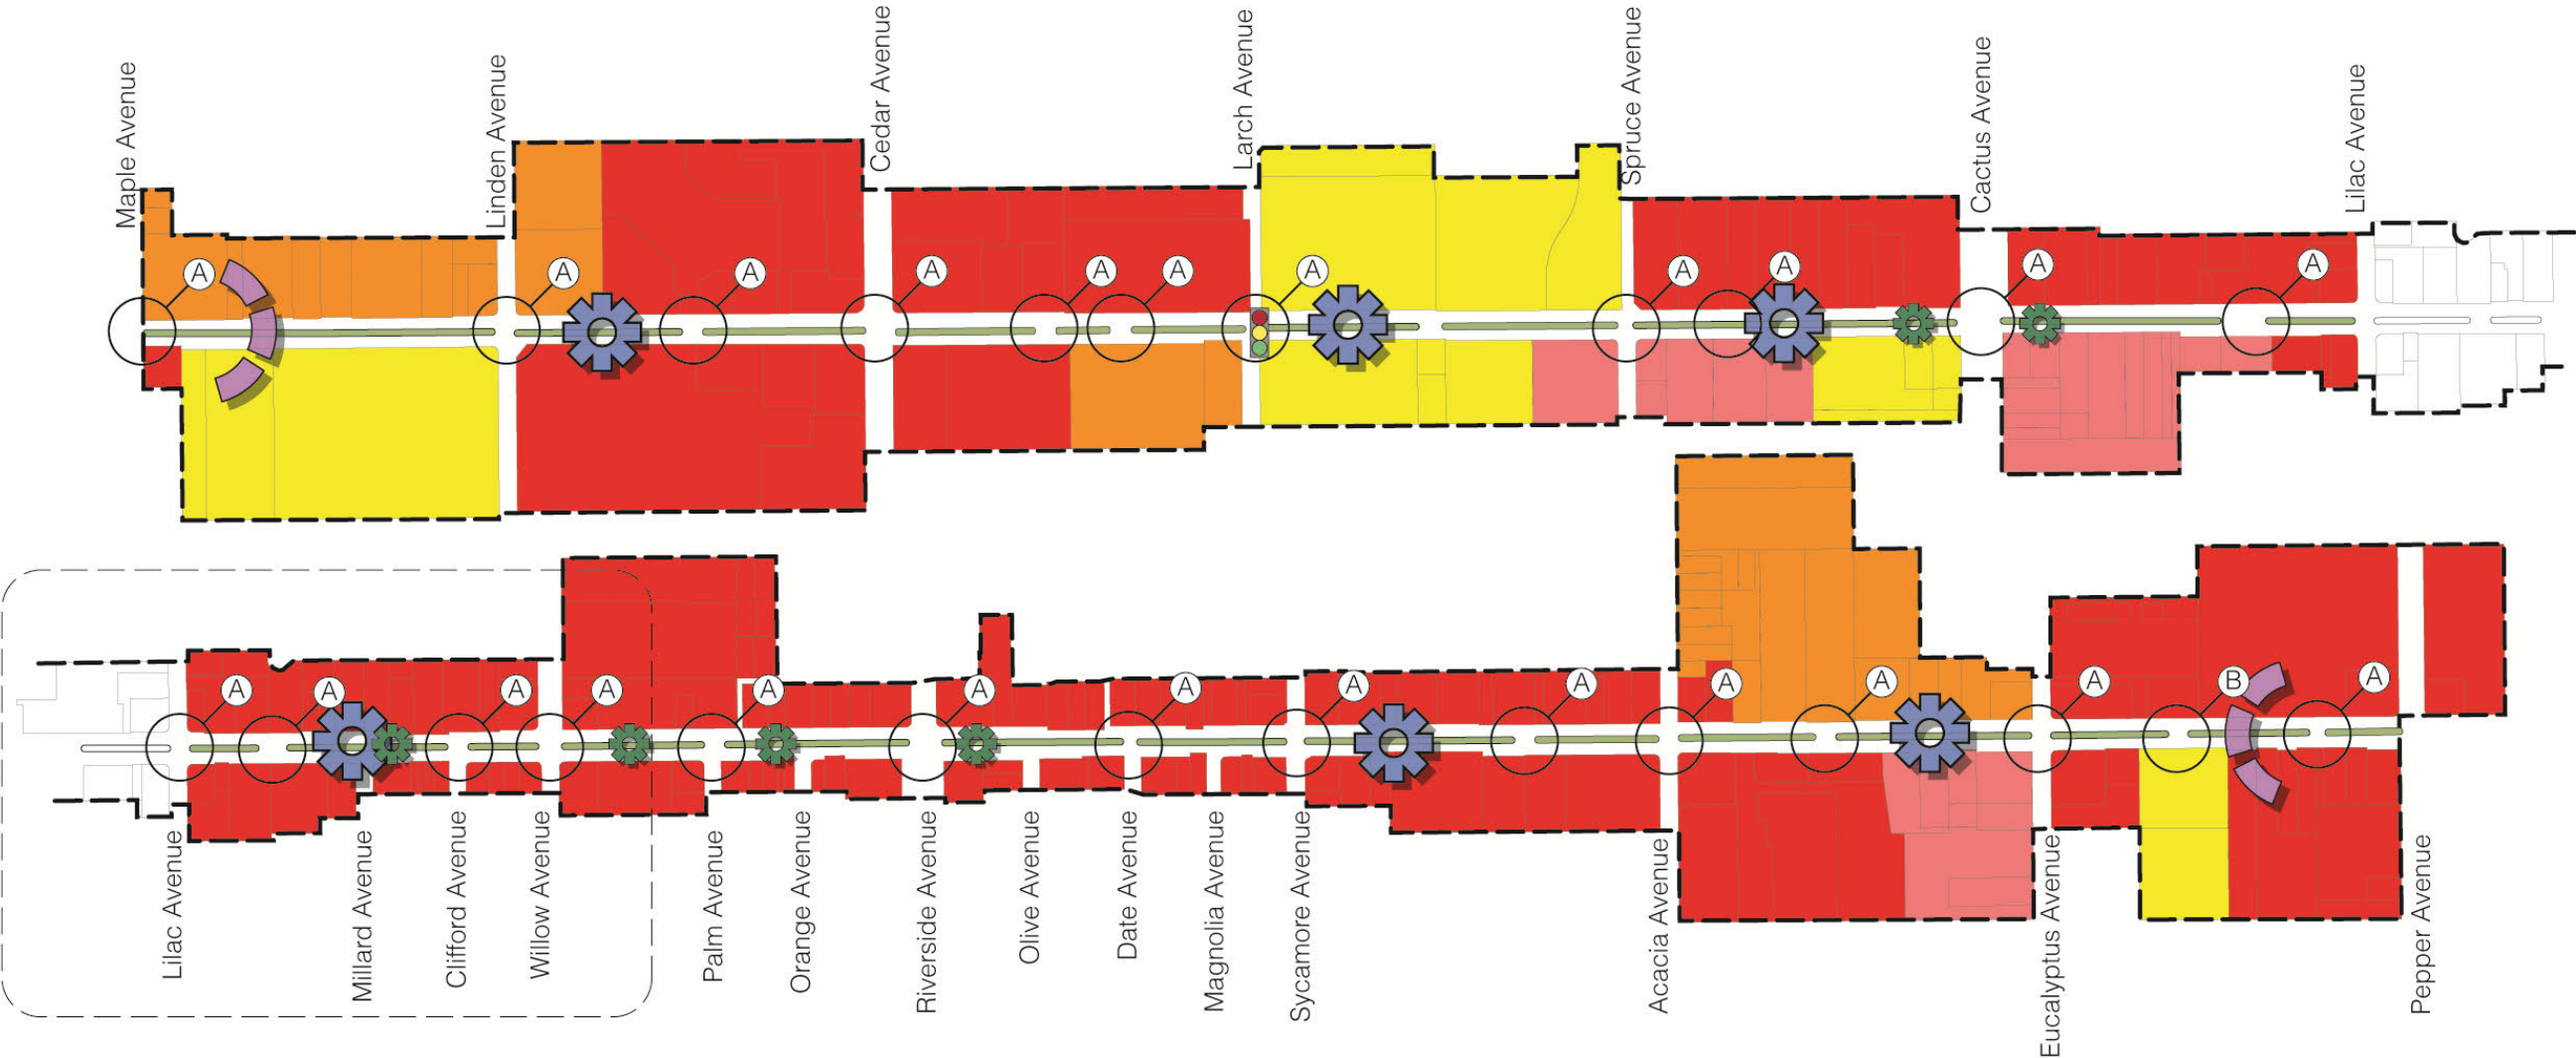 Maple Avenue
Linden Avenue
Cedar Avenue
Larch Avenue
Spruce Avenue
Cactus Avenue
Lilac Avenue
A
A
A
A
A
A
A
A
A
A
A
Lilac Avenue
Millard Avenue
Clifford Avenue
Willow Avenue
Palm Avenue
Orange Avenue
Riverside Avenue
Olive Avenue
Date Avenue
Magnolia Avenue
Sycamore Avenue
Acacia Avenue
Eucalyptus Avenue
Pepper Avenue
A
A
A
A
A
A
A
A
A
A
A
A
B
A